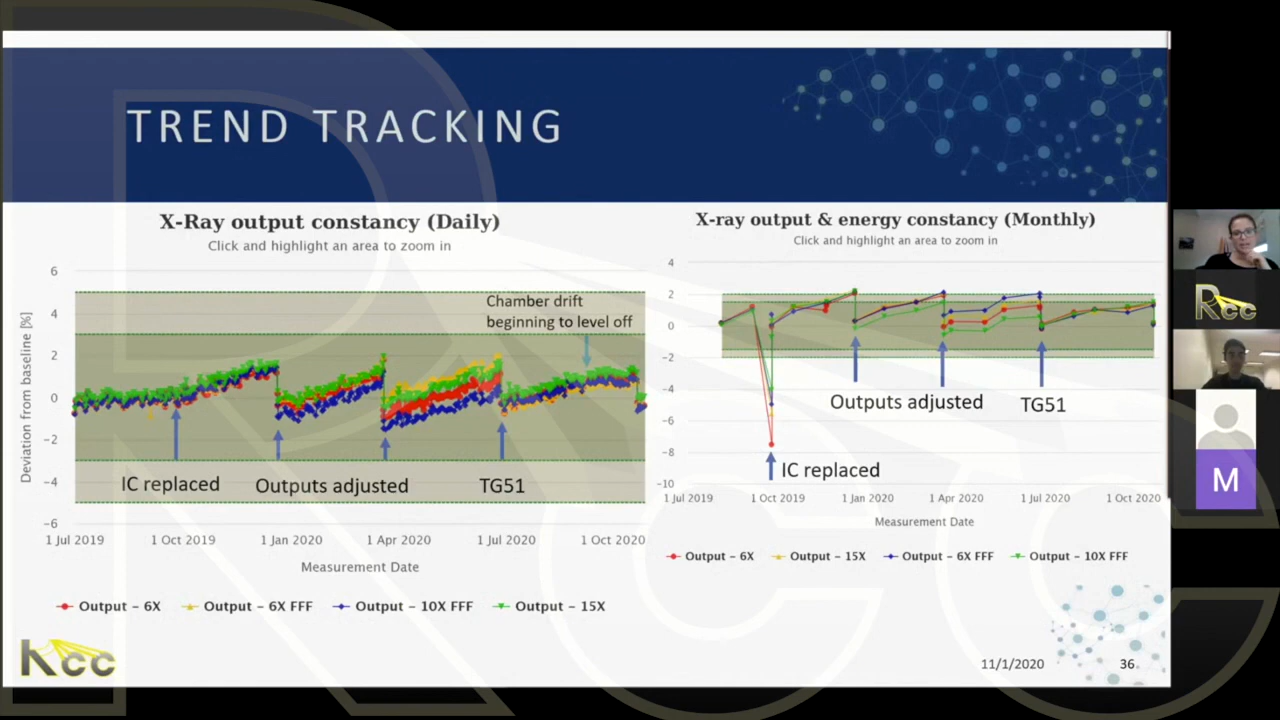 TREND TRACKING
X-Ray output constancy (Daily)
Click and highlight an area to zoom in
Deviation from baseline [%]
6
4
2
0
−2
−4
−6
Chamber drift
beginning to level off
IC replaced
Outputs adjusted
TG51
1 Jul 2019
1 Oct 2019
1 Jan 2020
1 Apr 2020
1 Jul 2020
1 Oct 2020
Measurement Date
Output – 6X
Output – 6X FFF
Output – 10X FFF
Output – 15X
X-ray output & energy constancy (Monthly)
Click and highlight an area to zoom in
4
2
0
−2
−4
−6
−8
−10
Outputs adjusted
TG51
IC replaced
1 Jul 2019
1 Oct 2019
1 Jan 2020
1 Apr 2020
1 Jul 2020
1 Oct 2020
Measurement Date
Output – 6X
Output – 15X
Output – 6X FFF
Output – 10X FFF
Rcc
11/1/2020
36
Rcc
M
Rcc